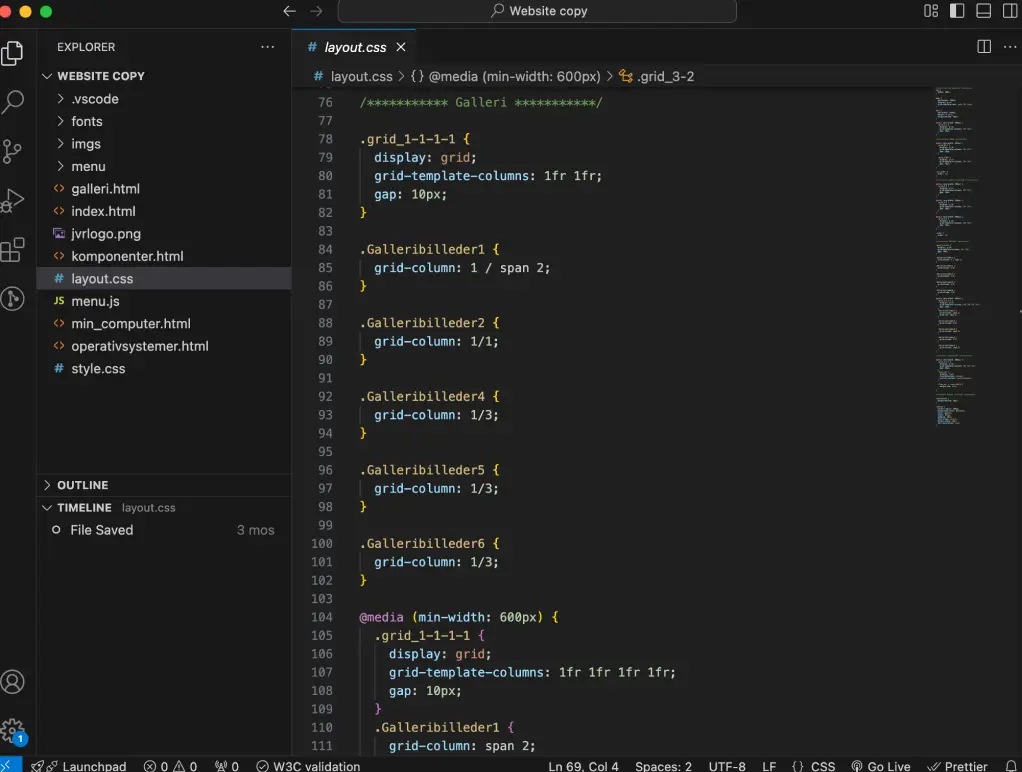 Website copy
EXPLORER
WEBSITE COPY
.vscode
fonts
imgs
menu
galleri.html
index.html
jvrlogo.png
komponenter.html
# layout.css
JS menu.js
min_computer.html
operativsystemer.html
# style.css
OUTLINE
TIMELINE layout.css
File Saved 3 mos
1
# layout.css
# layout.css > {} @media (min-width: 600px) > .grid_3-2
76 /*********** Galleri ***********/
77
78 .grid_1-1-1-1 {
79 display: grid;
80 grid-template-columns: 1fr 1fr;
81 gap: 10px;
82 }
83
84 .Galleribilleder1 {
85 grid-column: 1 / span 2;
86 }
87
88 .Galleribilleder2 {
89 grid-column: 1/1;
90 }
91
92 .Galleribilleder4 {
93 grid-column: 1/3;
94 }
95
96 .Galleribilleder5 {
97 grid-column: 1/3;
98 }
99
100 .Galleribilleder6 {
101 grid-column: 1/3;
102 }
103
104 @media (min-width: 600px) {
105 .grid_1-1-1-1 {
106 display: grid;
107 grid-template-columns: 1fr 1fr 1fr 1fr;
108 gap: 10px;
109 }
110 .Galleribilleder1 {
111 grid-column: span 2;
Launchpad 0 0 0 W3C validation Ln 69, Col 4 Spaces: 2 UTF-8 LF {} CSS Go Live Prettier